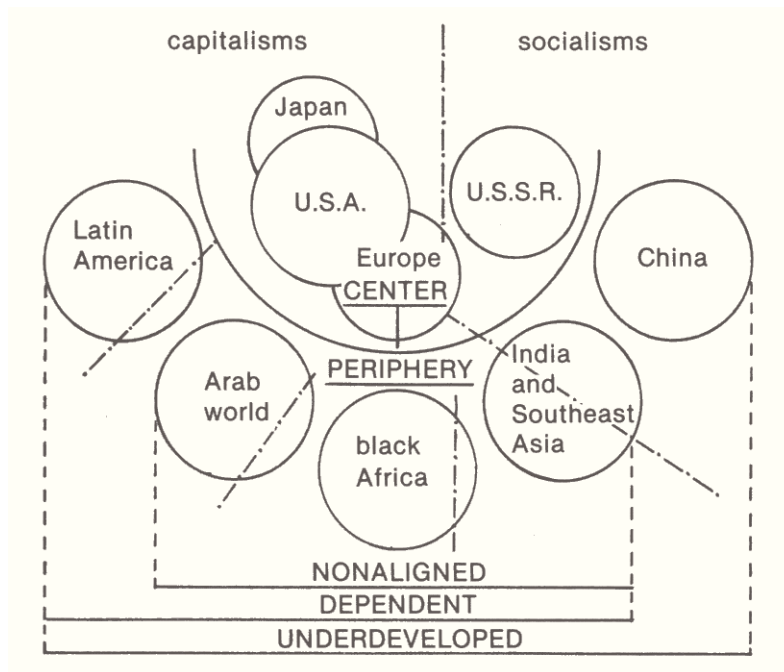 capitalisms
socialisms
Japan
U.S.A.
U.S.S.R.
Latin
America
Europe
CENTER
China
PERIPHERY
Arab
world
India
and
Southeast
Asia
black
Africa
NONALIGNED
DEPENDENT
UNDERDEVELOPED